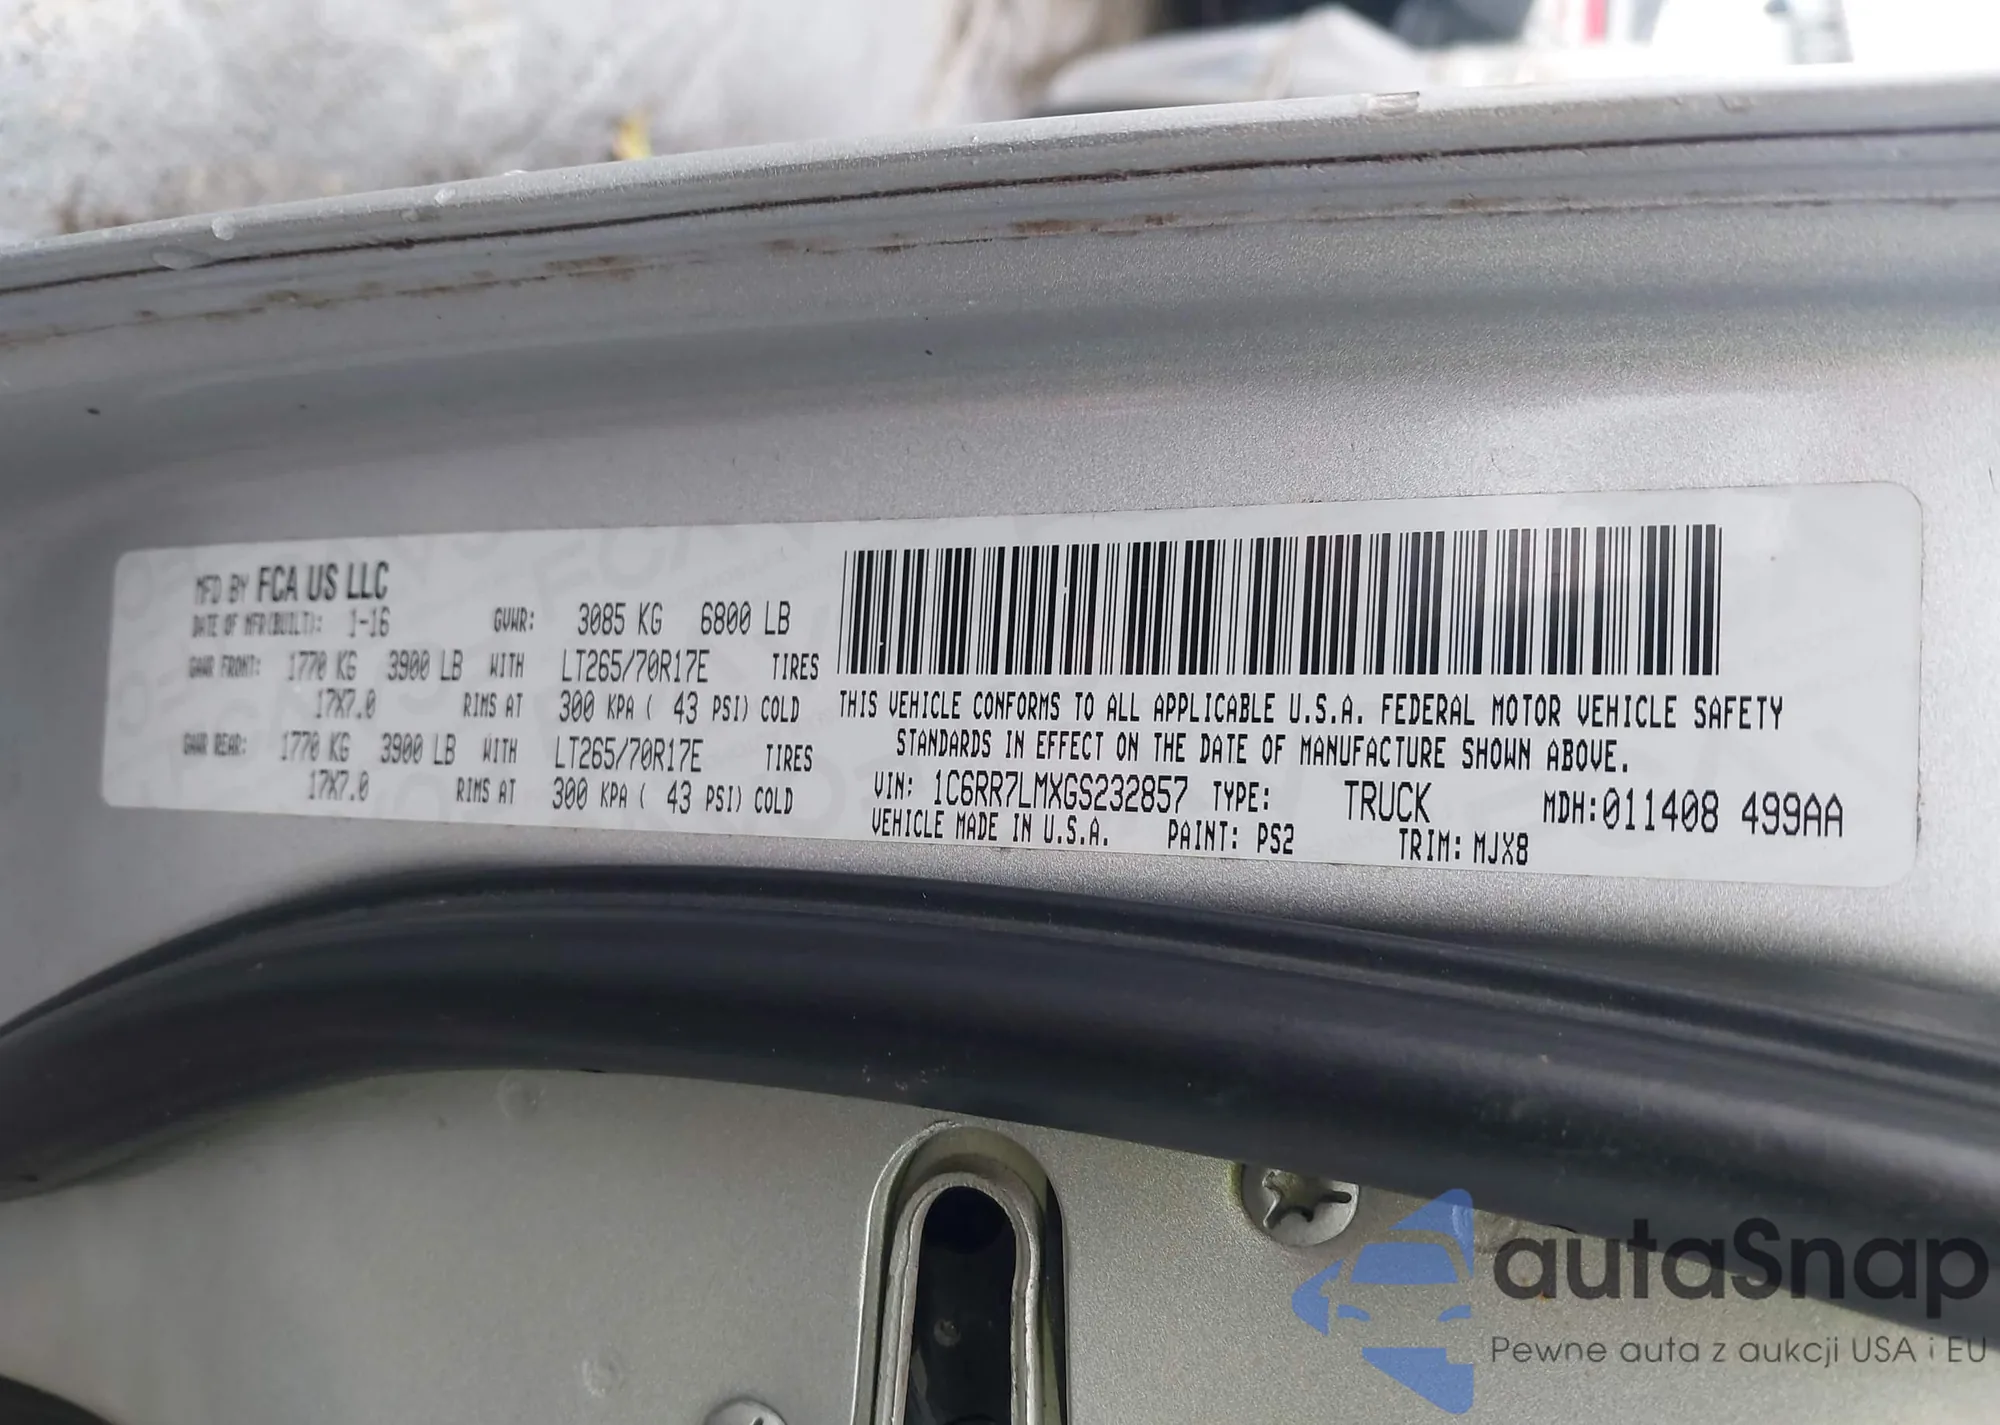 MFD BY FCA US LLC
DATE OF MFR(BUILT): 1-16 GVWR: 3085 KG 6800 LB
GAWR FRONT: 1770 KG 3900 LB WITH LT265/70R17E TIRES
17X7.0 RIMS AT 300 KPA ( 43 PSI) COLD
GAWR REAR: 1770 KG 3900 LB WITH LT265/70R17E TIRES
17X7.0 RIMS AT 300 KPA ( 43 PSI) COLD
THIS VEHICLE CONFORMS TO ALL APPLICABLE U.S.A. FEDERAL MOTOR VEHICLE SAFETY
STANDARDS IN EFFECT ON THE DATE OF MANUFACTURE SHOWN ABOVE.
VIN: 1C6RR7LMXGS232857 TYPE: TRUCK MDH:011408 499AA
VEHICLE MADE IN U.S.A. PAINT: PS2 TRIM: MJX8
autaSnap
Pewne auta z aukcji USA i EU